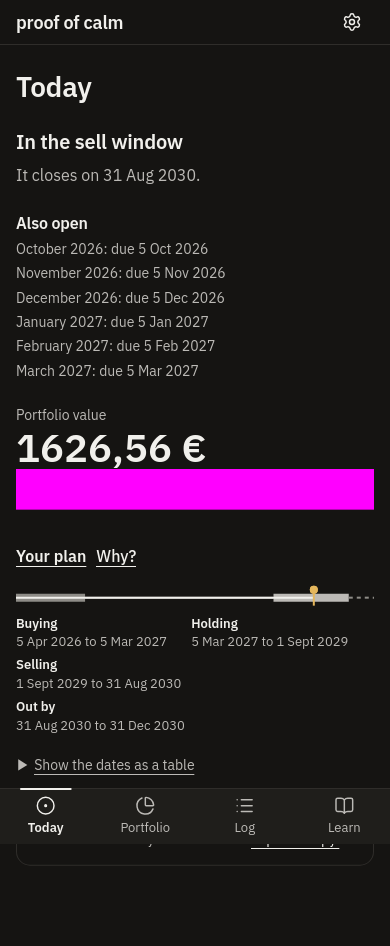 proof of calm
Today
In the sell window
It closes on 31 Aug 2030.
Also open
October 2026: due 5 Oct 2026
November 2026: due 5 Nov 2026
December 2026: due 5 Dec 2026
January 2027: due 5 Jan 2027
February 2027: due 5 Feb 2027
March 2027: due 5 Mar 2027
Portfolio value
1626,56 €
Your plan Why?
Buying
5 Apr 2026 to 5 Mar 2027
Holding
5 Mar 2027 to 1 Sept 2029
Selling
1 Sept 2029 to 31 Aug 2030
Out by
31 Aug 2030 to 31 Dec 2030
Show the dates as a table
Today
Portfolio
Log
Learn